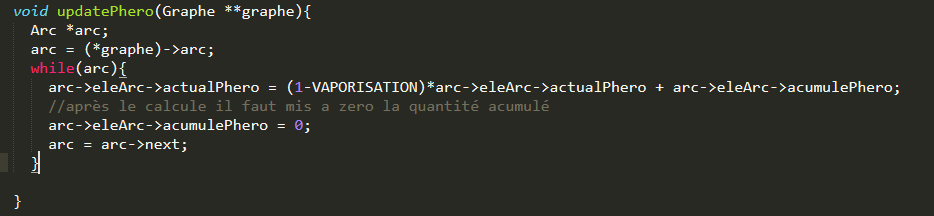 void updatePhero(Graphe **graphe){
Arc *arc;
arc = (*graphe)->arc;
while(arc){
arc->eleArc->actualPhero = (1-VAPORISATION)*arc->eleArc->actualPhero + arc->eleArc->acumulePhero;
//après le calcule il faut mis a zero la quantité acumulé
arc->eleArc->acumulePhero = 0;
arc = arc->next;
}
}